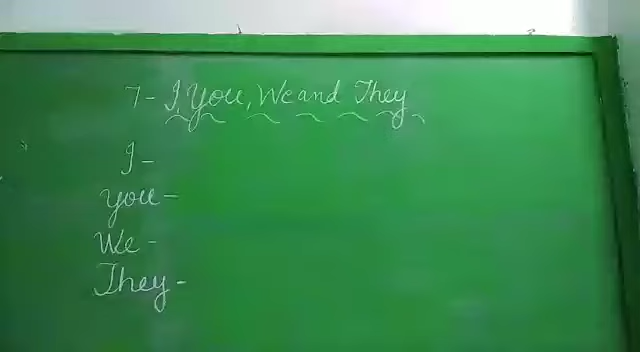 7- I, You, We and They
I -
you -
We -
They -